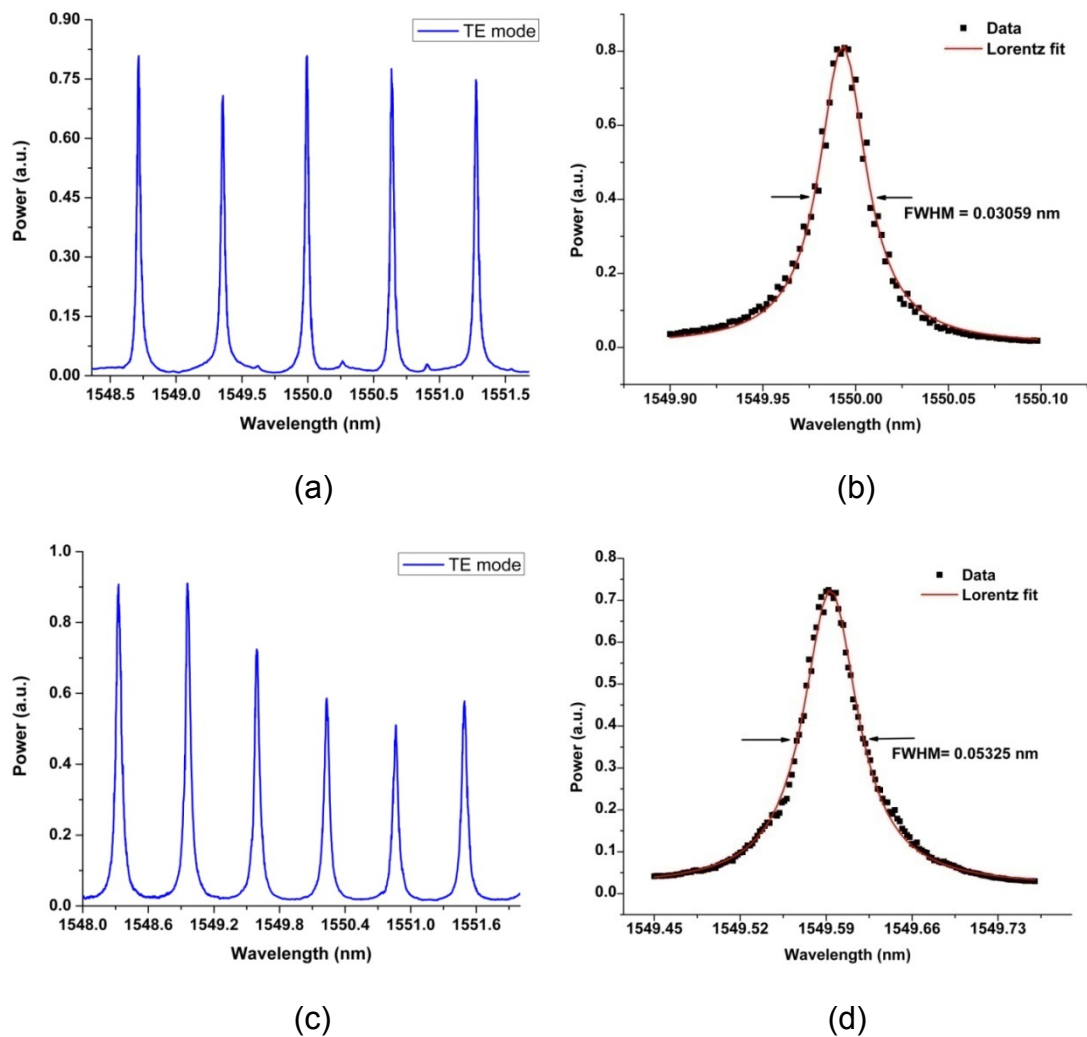 TE mode
0.90
0.75
0.60
0.45
0.30
0.15
0.00
Power (a.u.)
1548.5 1549.0 1549.5 1550.0 1550.5 1551.0 1551.5
Wavelength (nm)
(a)
Data
Lorentz fit
0.8
0.6
0.4
0.2
0.0
Power (a.u.)
FWHM = 0.03059 nm
1549.90 1549.95 1550.00 1550.05 1550.10
Wavelength (nm)
(b)
TE mode
1.0
0.8
0.6
0.4
0.2
0.0
Power (a.u.)
1548.0 1548.6 1549.2 1549.8 1550.4 1551.0 1551.6
Wavelength (nm)
(c)
Data
Lorentz fit
0.8
0.7
0.6
0.5
0.4
0.3
0.2
0.1
0.0
Power (a.u.)
FWHM= 0.05325 nm
1549.45 1549.52 1549.59 1549.66 1549.73
Wavelength (nm)
(d)